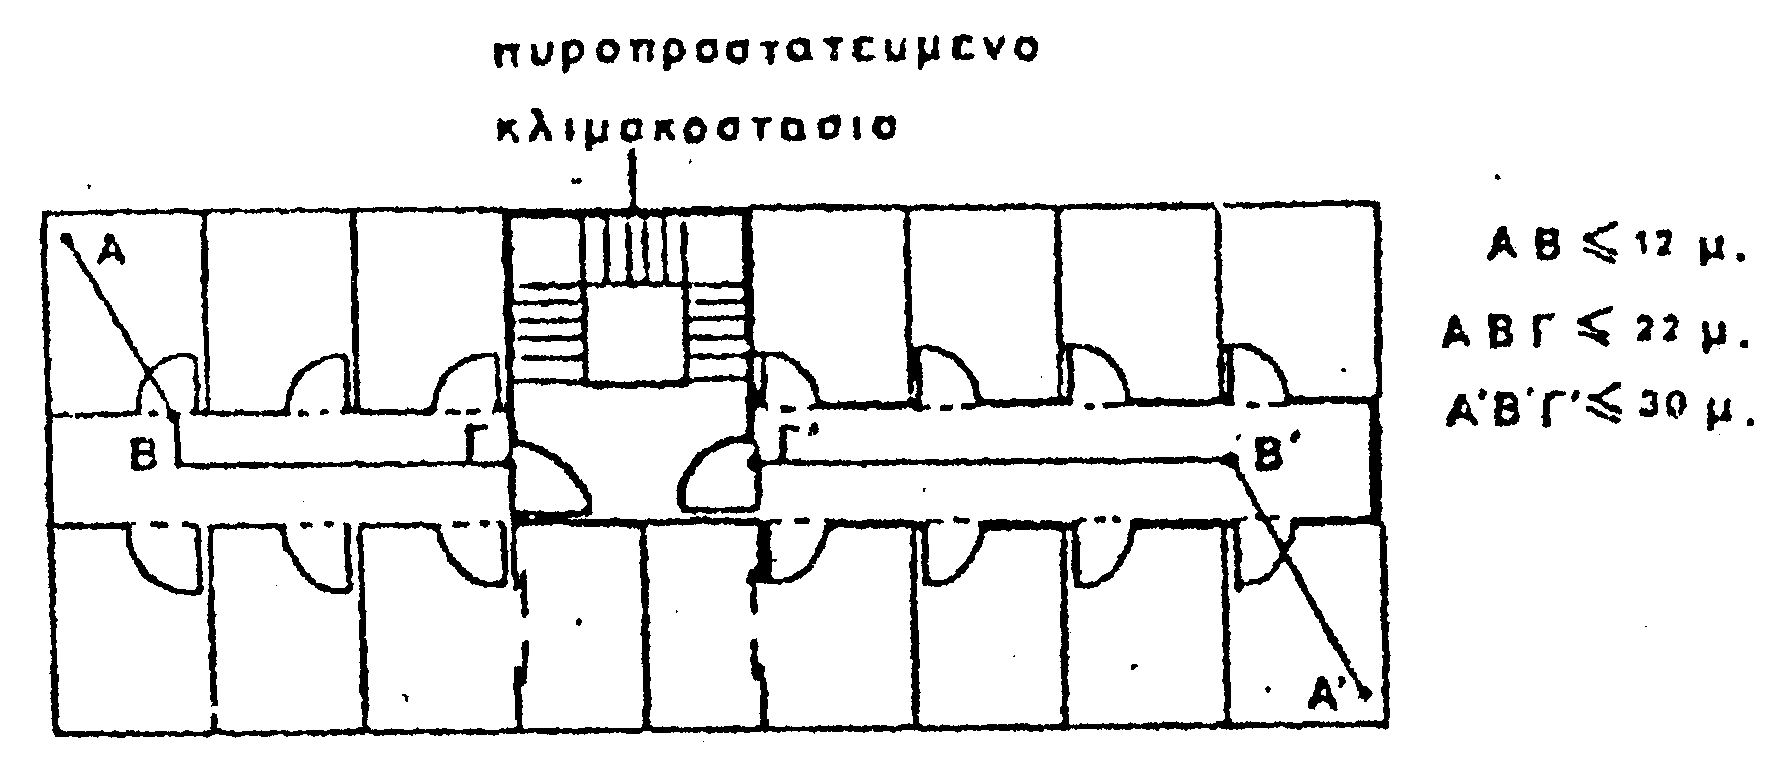 πυροπροστατευμενο
κλιμακοστασιο
Α
Β
Γ
Γ'
Β'
Α'
Α Β ⩽ 12 μ.
Α Β Γ ⩽ 22 μ.
Α'Β'Γ' ⩽ 30 μ.